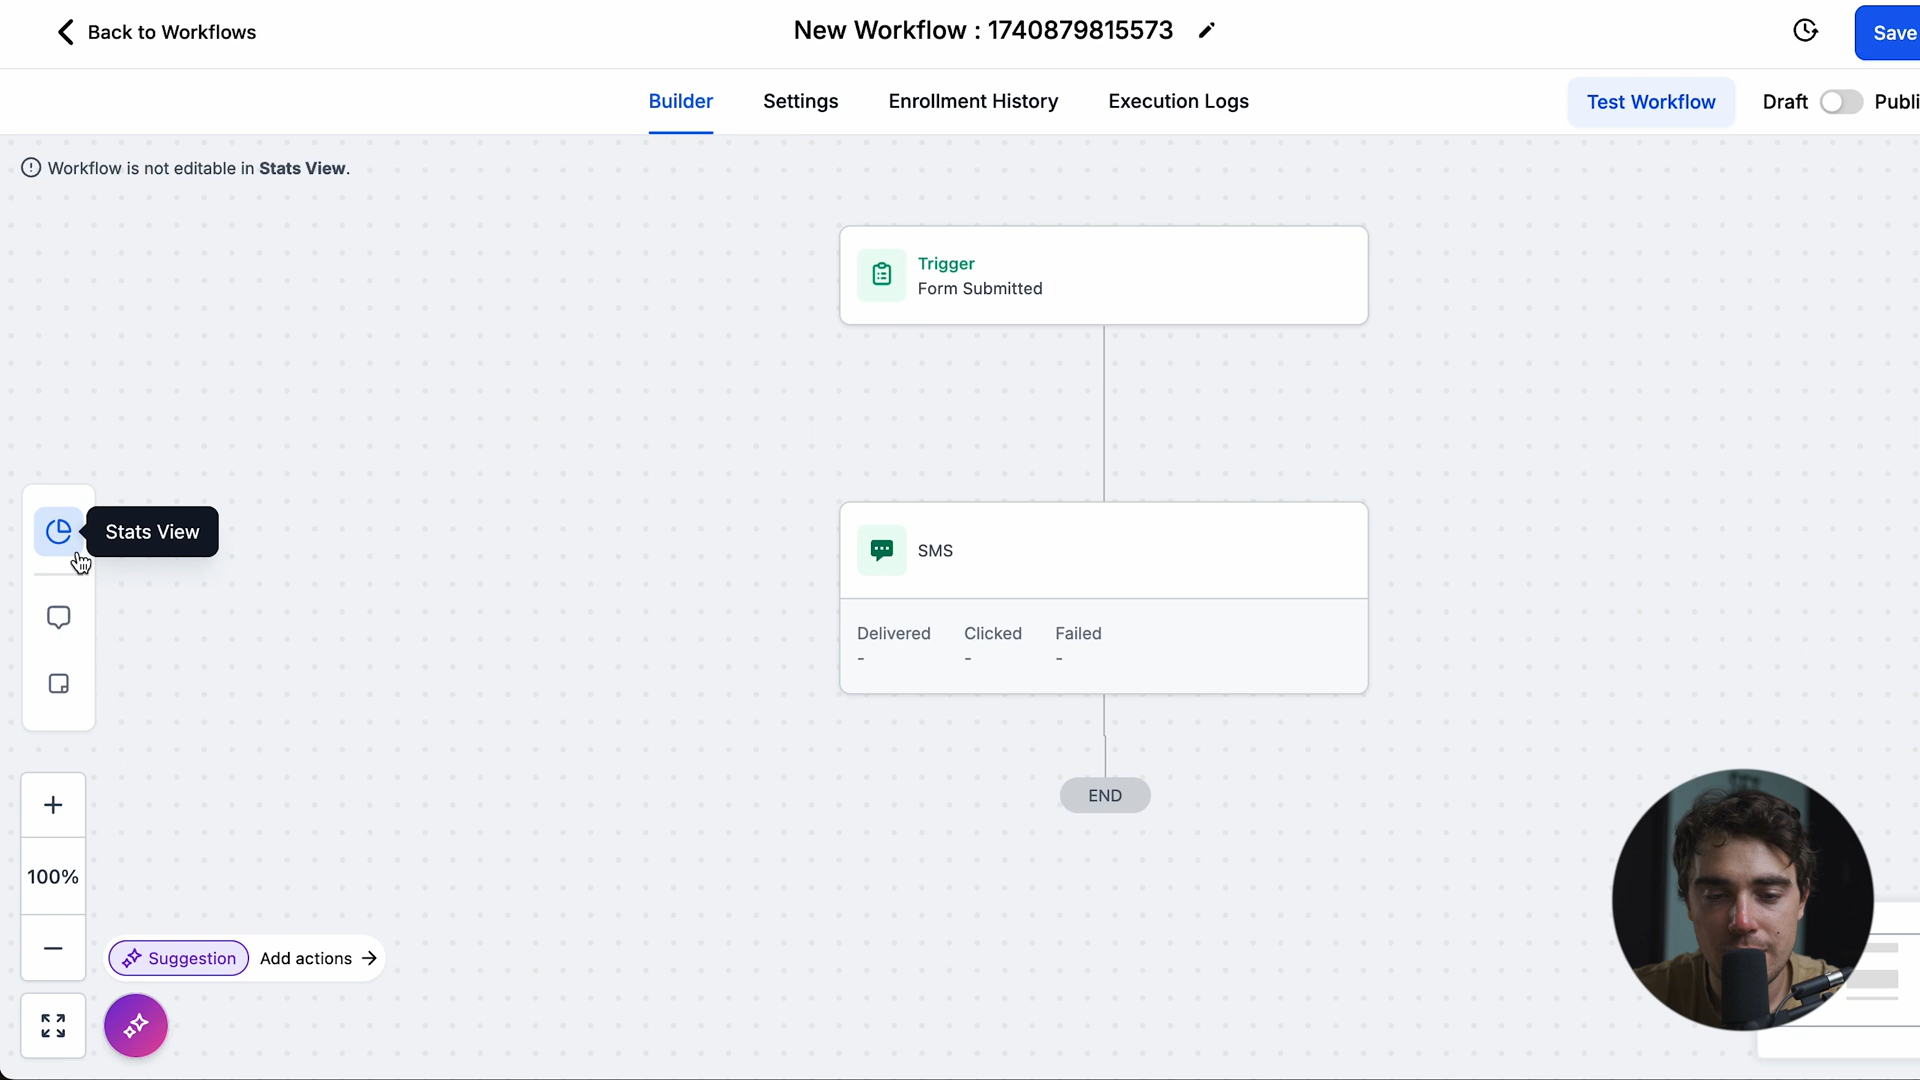 Back to Workflows
New Workflow : 1740879815573
Save
Builder
Settings
Enrollment History
Execution Logs
Test Workflow
Draft
Publi
Workflow is not editable in Stats View.
Trigger
Form Submitted
Stats View
SMS
Delivered
Clicked
Failed
-
-
-
END
100%
Suggestion
Add actions